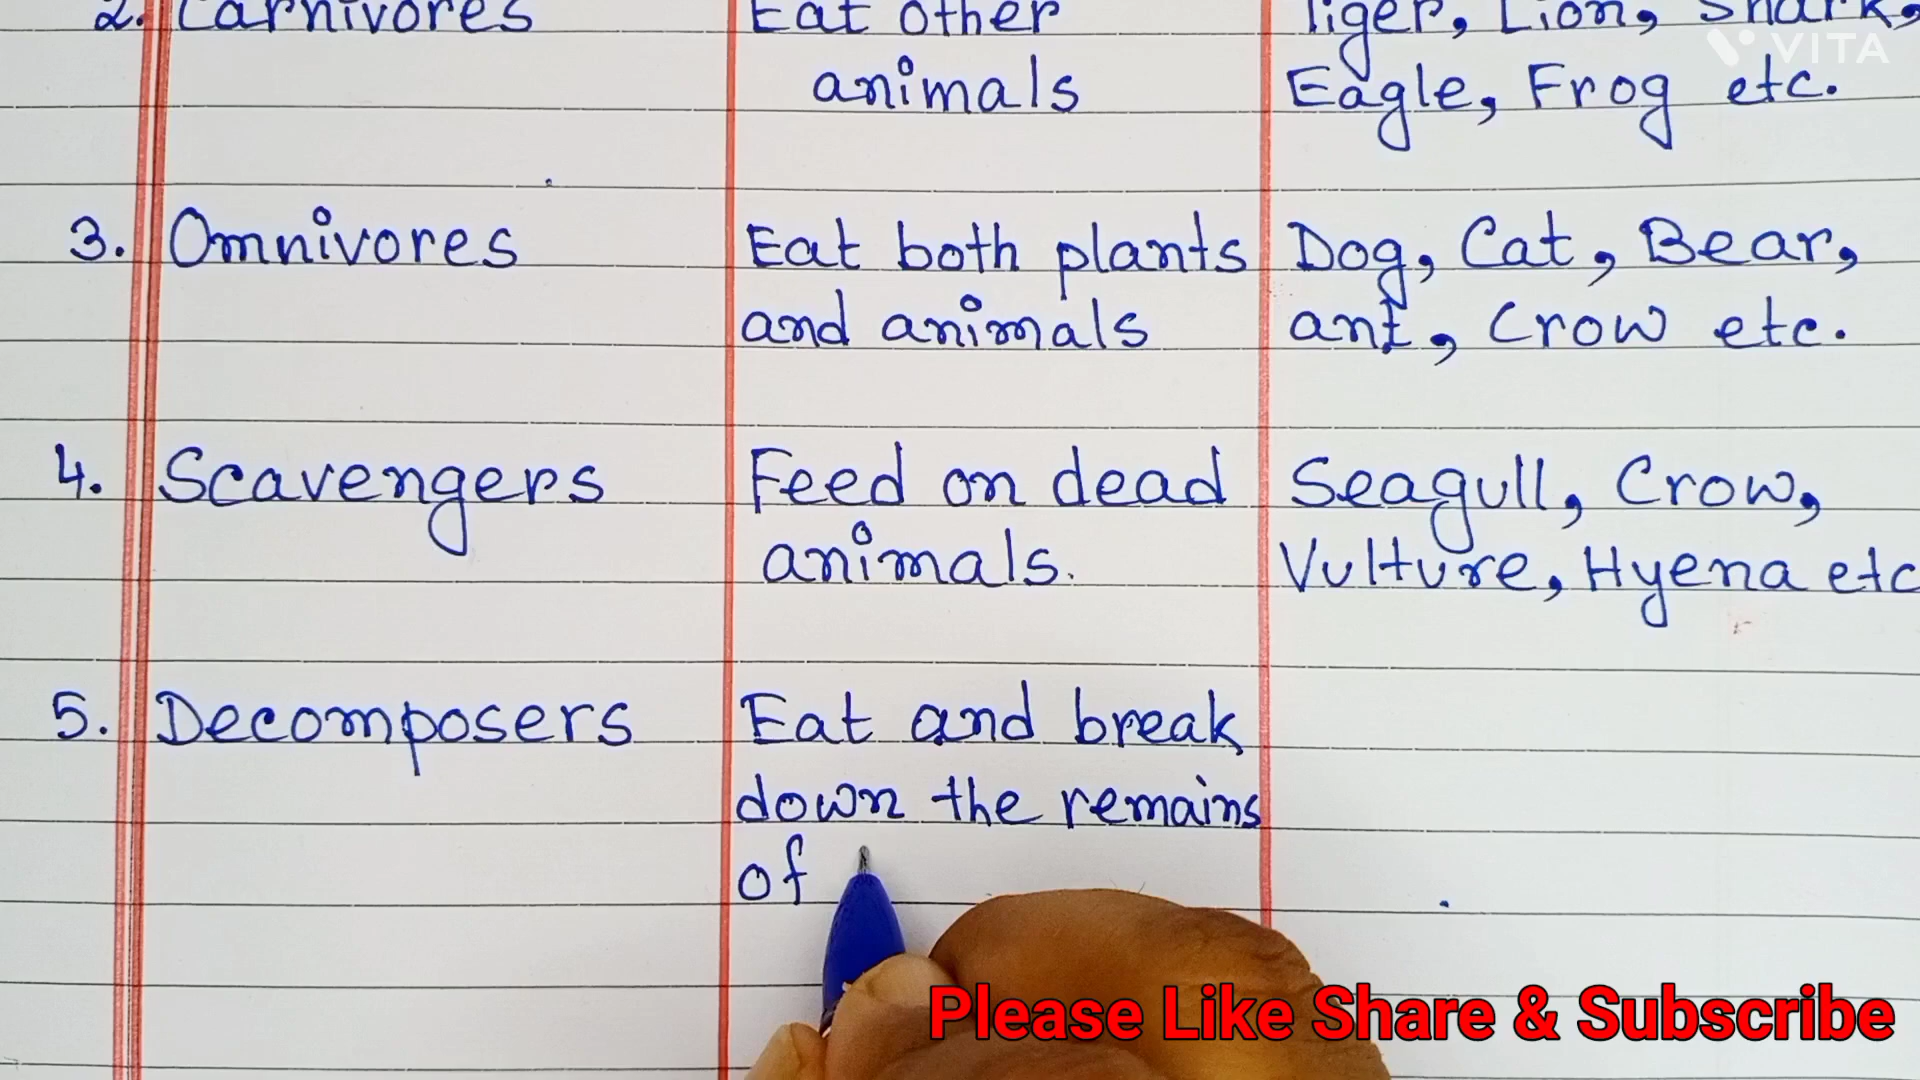 2. Carnivores Eat other Tiger, Lion, Shark,
VITA
animals Eagle, Frog etc.
3. Omnivores Eat both plants Dog, Cat, Bear,
and animals ant, Crow etc.
4. Scavengers Feed on dead Seagull, Crow,
animals. Vulture, Hyena etc
5. Decomposers Eat and break
down the remains
of
Please Like Share & Subscribe